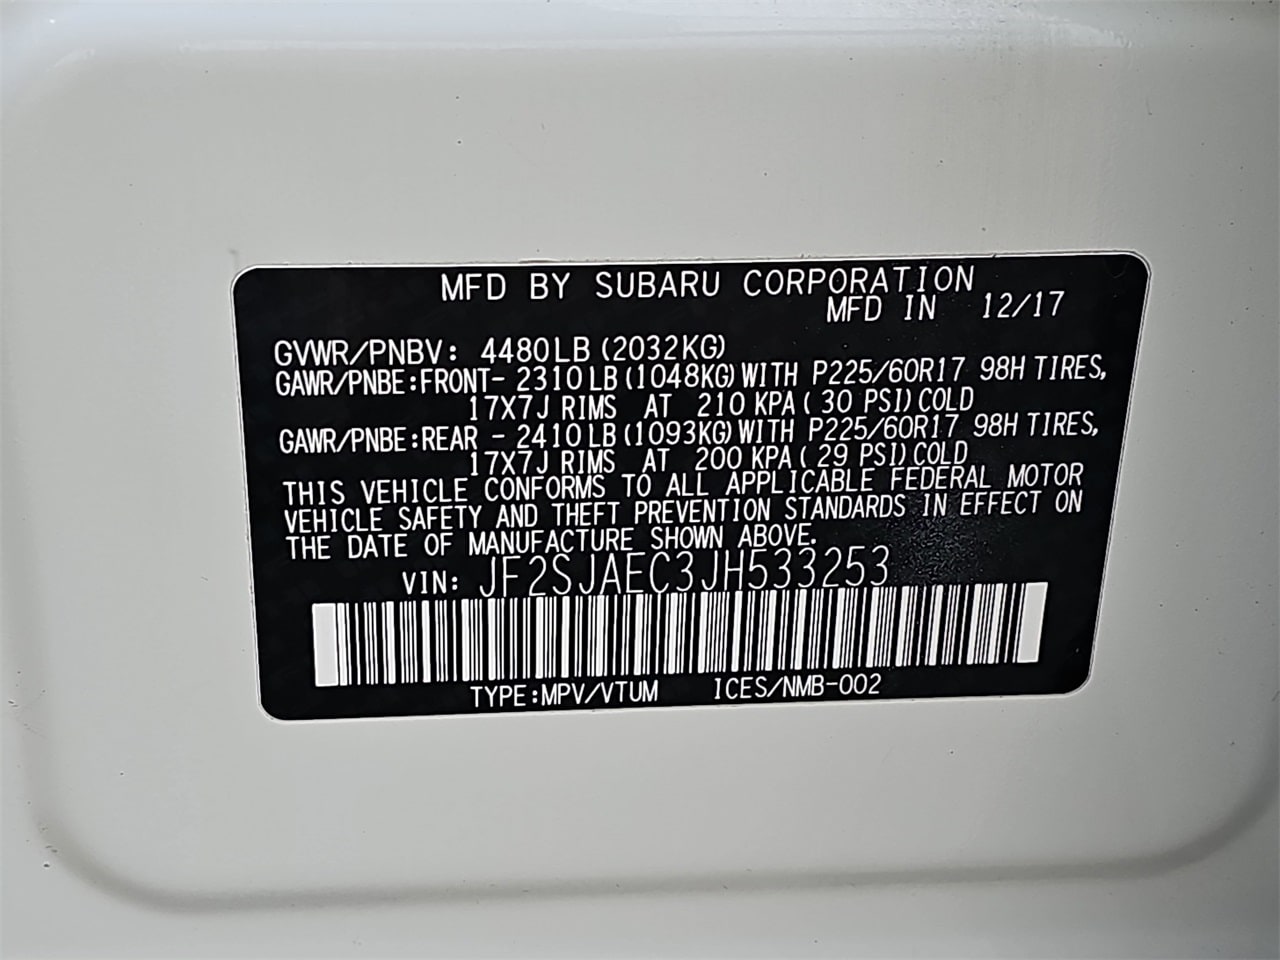 MFD BY SUBARU CORPORATION
MFD IN 12/17
GVWR/PNBV: 4480LB (2032KG)
GAWR/PNBE:FRONT- 2310LB (1048KG) WITH P225/60R17 98H TIRES,
17X7J RIMS AT 210 KPA ( 30 PSI) COLD
GAWR/PNBE:REAR - 2410LB (1093KG) WITH P225/60R17 98H TIRES,
17X7J RIMS AT 200 KPA ( 29 PSI) COLD
THIS VEHICLE CONFORMS TO ALL APPLICABLE FEDERAL MOTOR
VEHICLE SAFETY AND THEFT PREVENTION STANDARDS IN EFFECT ON
THE DATE OF MANUFACTURE SHOWN ABOVE.
VIN: JF2SJAEC3JH533253
TYPE:MPV/VTUM ICES/NMB-002